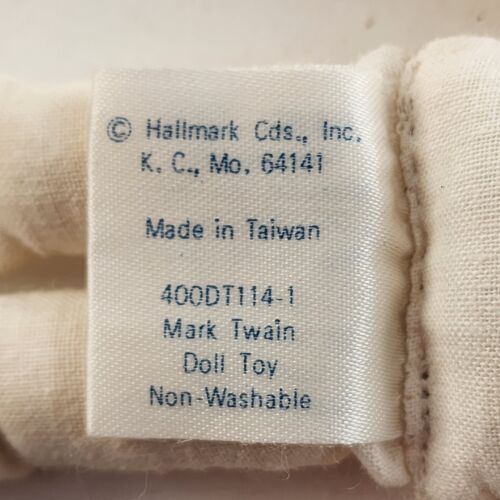 © Hallmark Cds., Inc.
K. C., Mo. 64141
Made in Taiwan
400DT114-1
Mark Twain
Doll Toy
Non-Washable